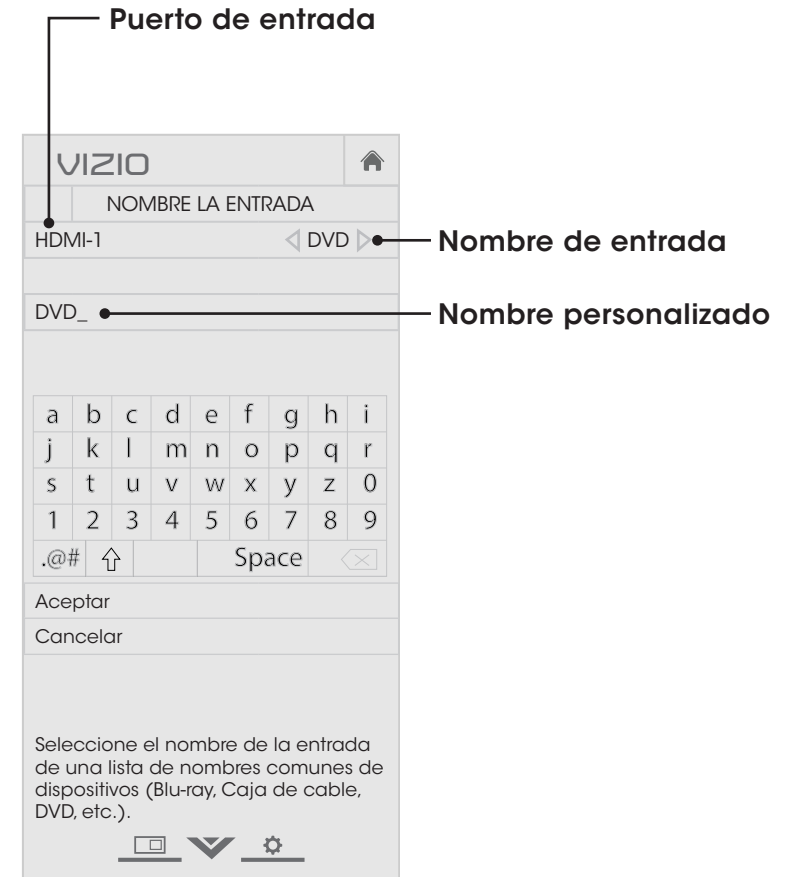 Puerto de entrada
VIZIO
NOMBRE LA ENTRADA
HDMI-1 DVD
Nombre de entrada
DVD_
Nombre personalizado
a b c d e f g h i
j k l m n o p q r
s t u v w x y z 0
1 2 3 4 5 6 7 8 9
.@# Space
Aceptar
Cancelar
Seleccione el nombre de la entrada
de una lista de nombres comunes de
dispositivos (Blu-ray, Caja de cable,
DVD, etc.).